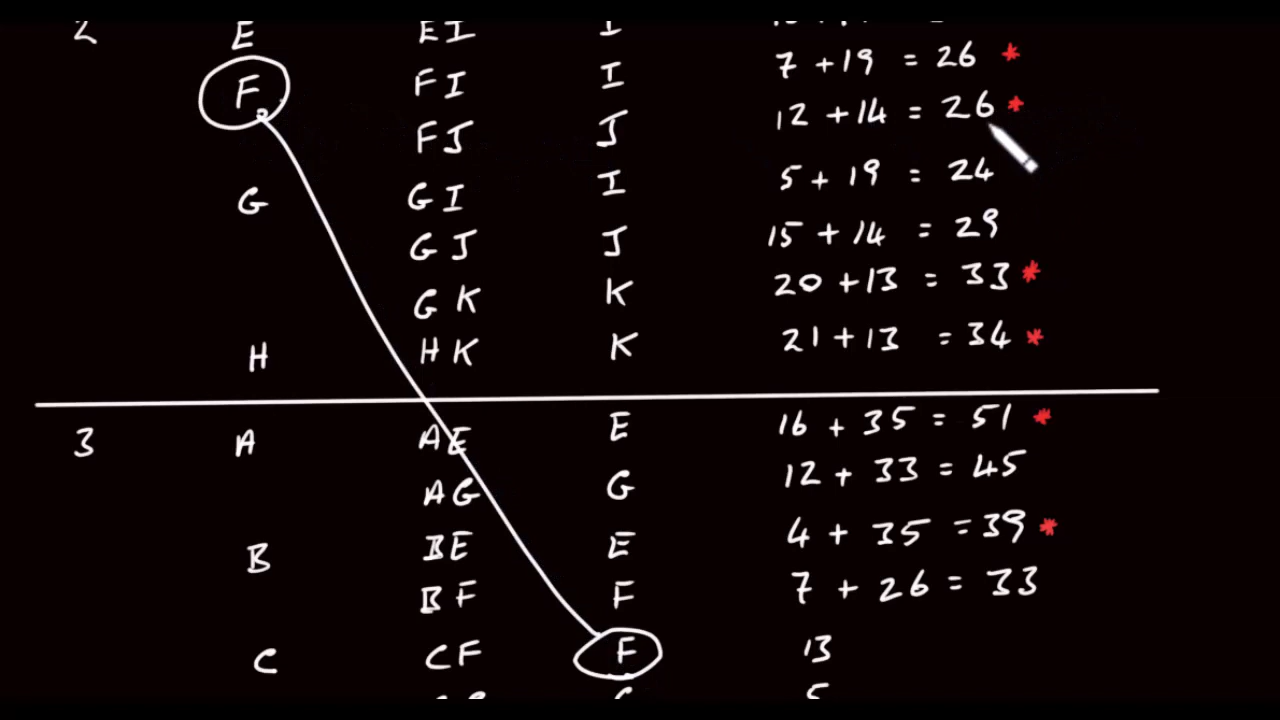 2 E EI I
F FI I 7 + 19 = 26 *
FJ J 12 + 14 = 26 *
G GI I 5 + 19 = 24
GJ J 15 + 14 = 29
GK K 20 + 13 = 33 *
H HK K 21 + 13 = 34 *
3 A AE E 16 + 35 = 51 *
AG G 12 + 33 = 45
B BE E 4 + 35 = 39 *
BF F 7 + 26 = 33
C CF F 13